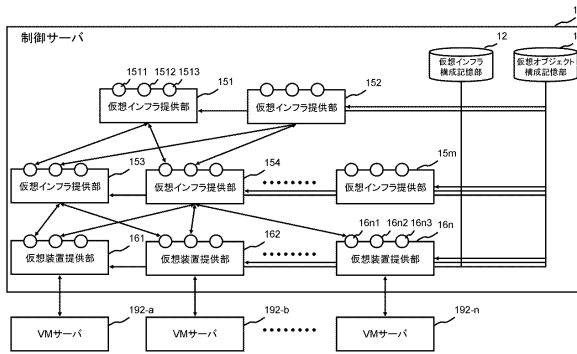 1
制御サーバ
12
1
仮想インフラ
構成記憶部
仮想オブジェクト
構成記憶部
1511
1512
1513
151
152
仮想インフラ提供部
仮想インフラ提供部
153
154
15m
仮想インフラ提供部
仮想インフラ提供部
仮想インフラ提供部
161
162
16n1
16n2
16n3
16n
仮想装置提供部
仮想装置提供部
仮想装置提供部
192-a
192-b
192-n
VMサーバ
VMサーバ
VMサーバ